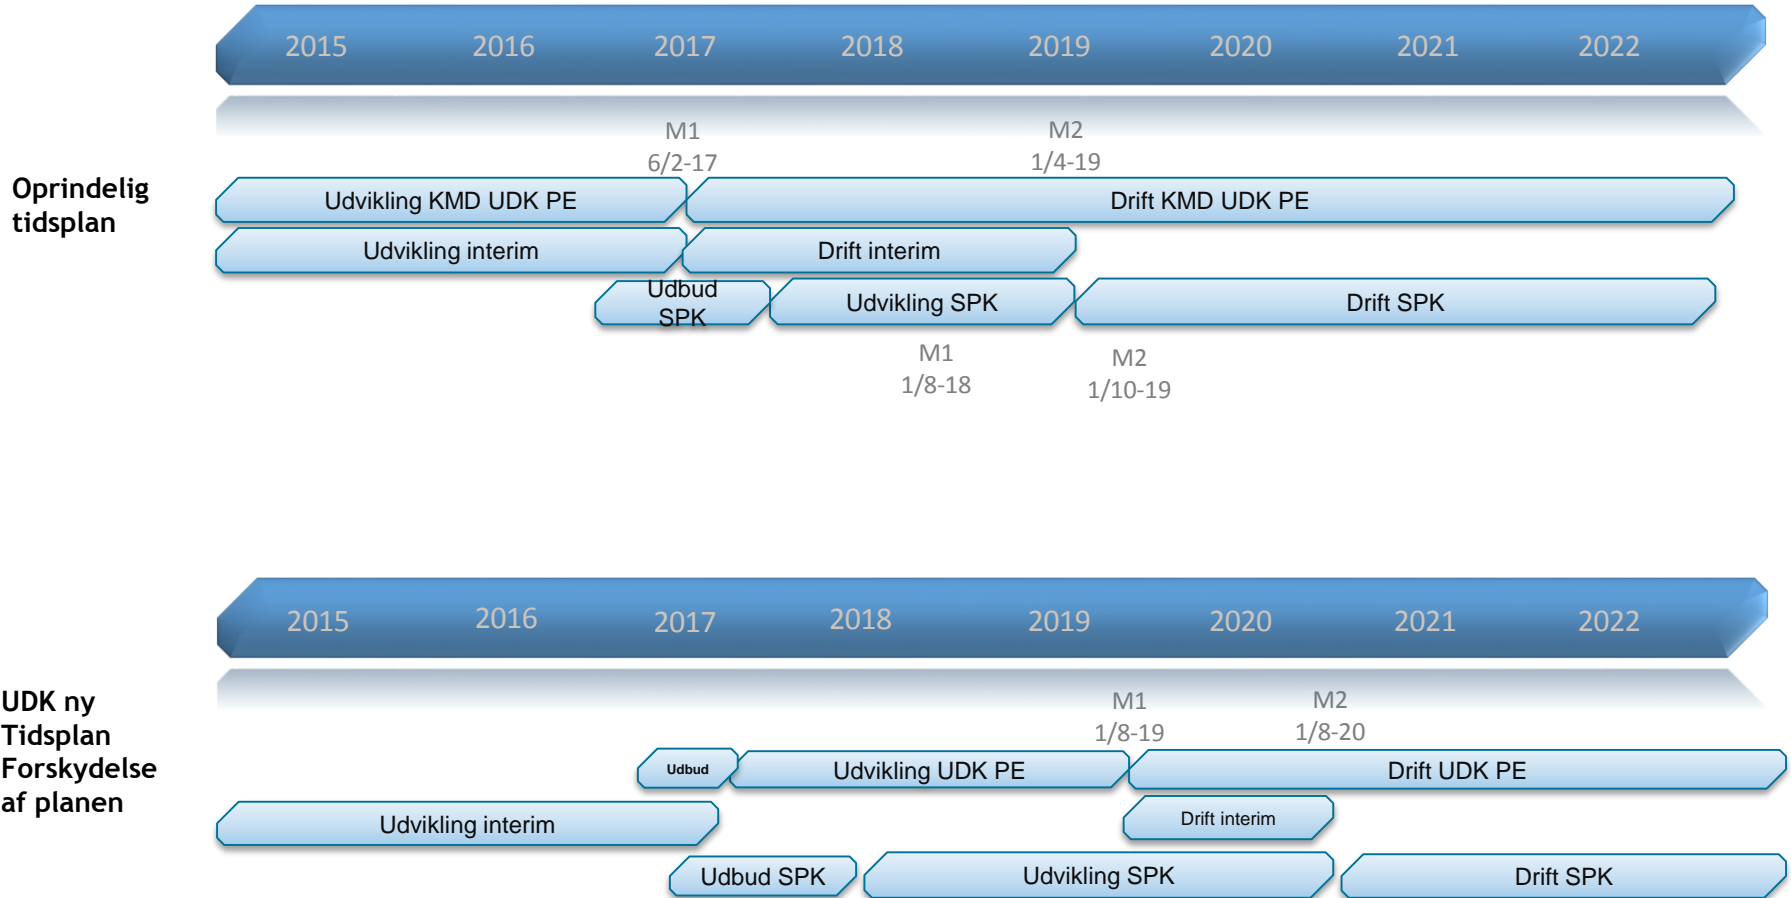 2015 2016 2017 2018 2019 2020 2021 2022
M1 M2
6/2-17 1/4-19
Oprindelig
tidsplan
Udvikling KMD UDK PE Drift KMD UDK PE
Udvikling interim Drift interim
Udbud
SPK
Udvikling SPK Drift SPK
M1
1/8-18
M2
1/10-19
2015 2016 2017 2018 2019 2020 2021 2022
UDK ny
Tidsplan
Forskydelse
af planen
M1 M2
1/8-19 1/8-20
Udbud Udvikling UDK PE Drift UDK PE
Udvikling interim Drift interim
Udbud SPK Udvikling SPK Drift SPK